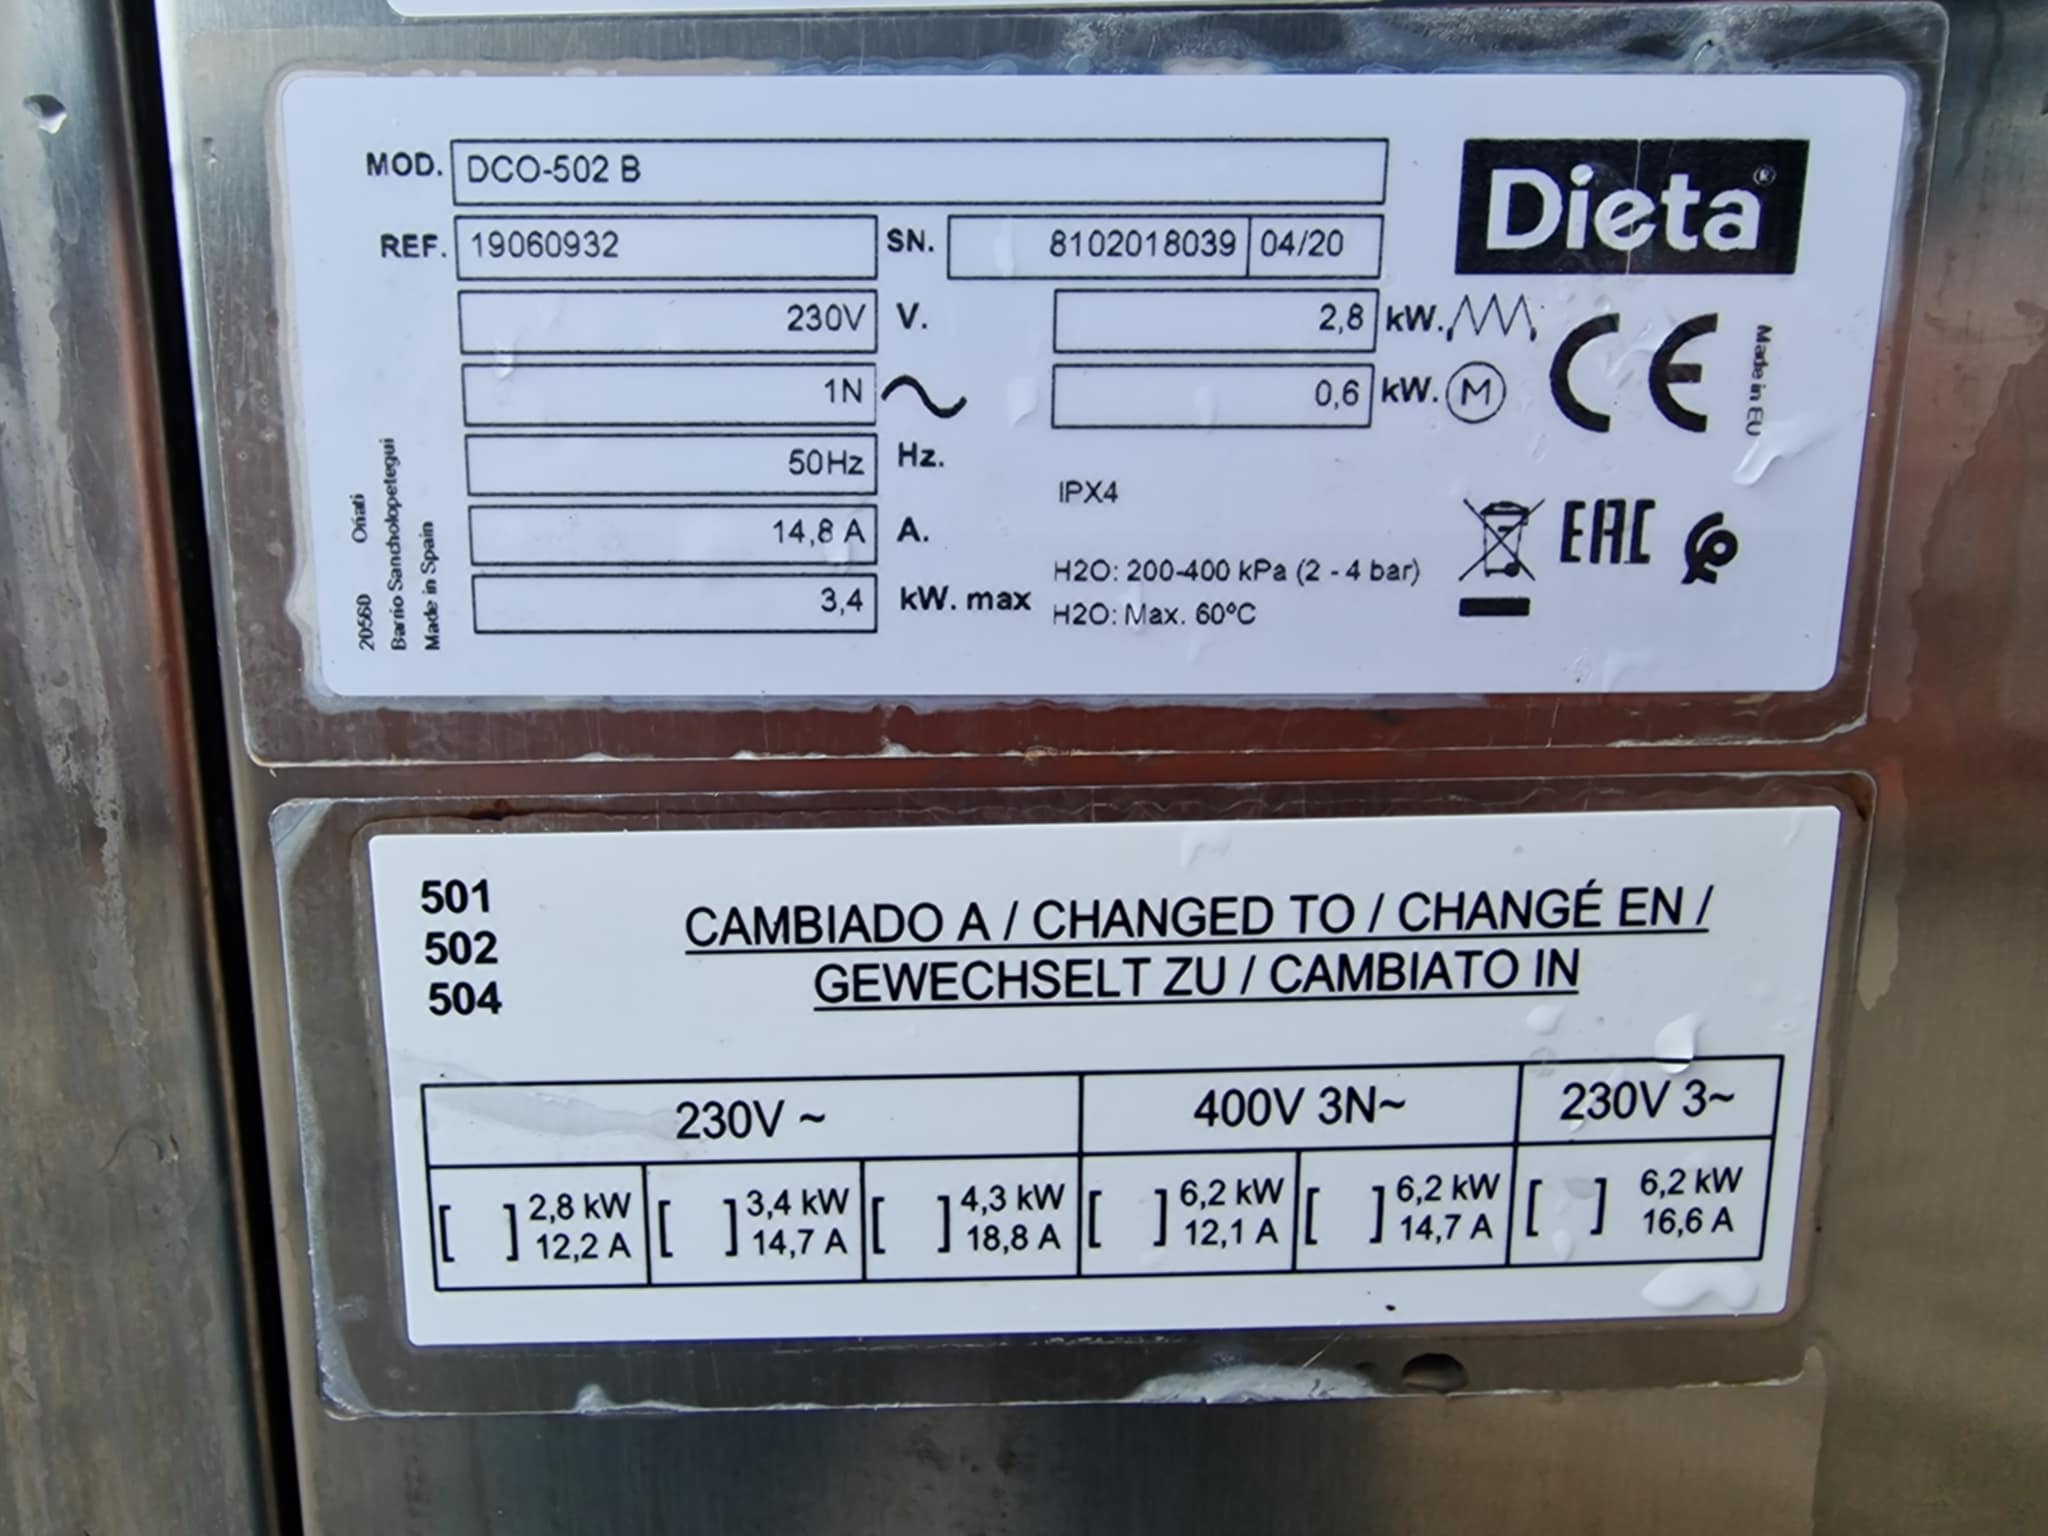 MOD. DCO-502 B
Dieta®
REF. 19060932 SN. 8102018039 04/20
230V V. 2,8 kW.
1N 0,6 kW. M
CE
Made in EU
50Hz Hz.
IPX4
14,8 A A.
EAC
H2O: 200-400 kPa (2 - 4 bar)
3,4 kW. max
H2O: Max. 60ºC
20560 Oñati
Barrio Sancholopetegui
Made in Spain
501
502
504
CAMBIADO A / CHANGED TO / CHANGÉ EN /
GEWECHSELT ZU / CAMBIATO IN
230V ~ 400V 3N~ 230V 3~
[ ] 2,8 kW [ ] 3,4 kW [ ] 4,3 kW [ ] 6,2 kW [ ] 6,2 kW [ ] 6,2 kW
12,2 A 14,7 A 18,8 A 12,1 A 14,7 A 16,6 A